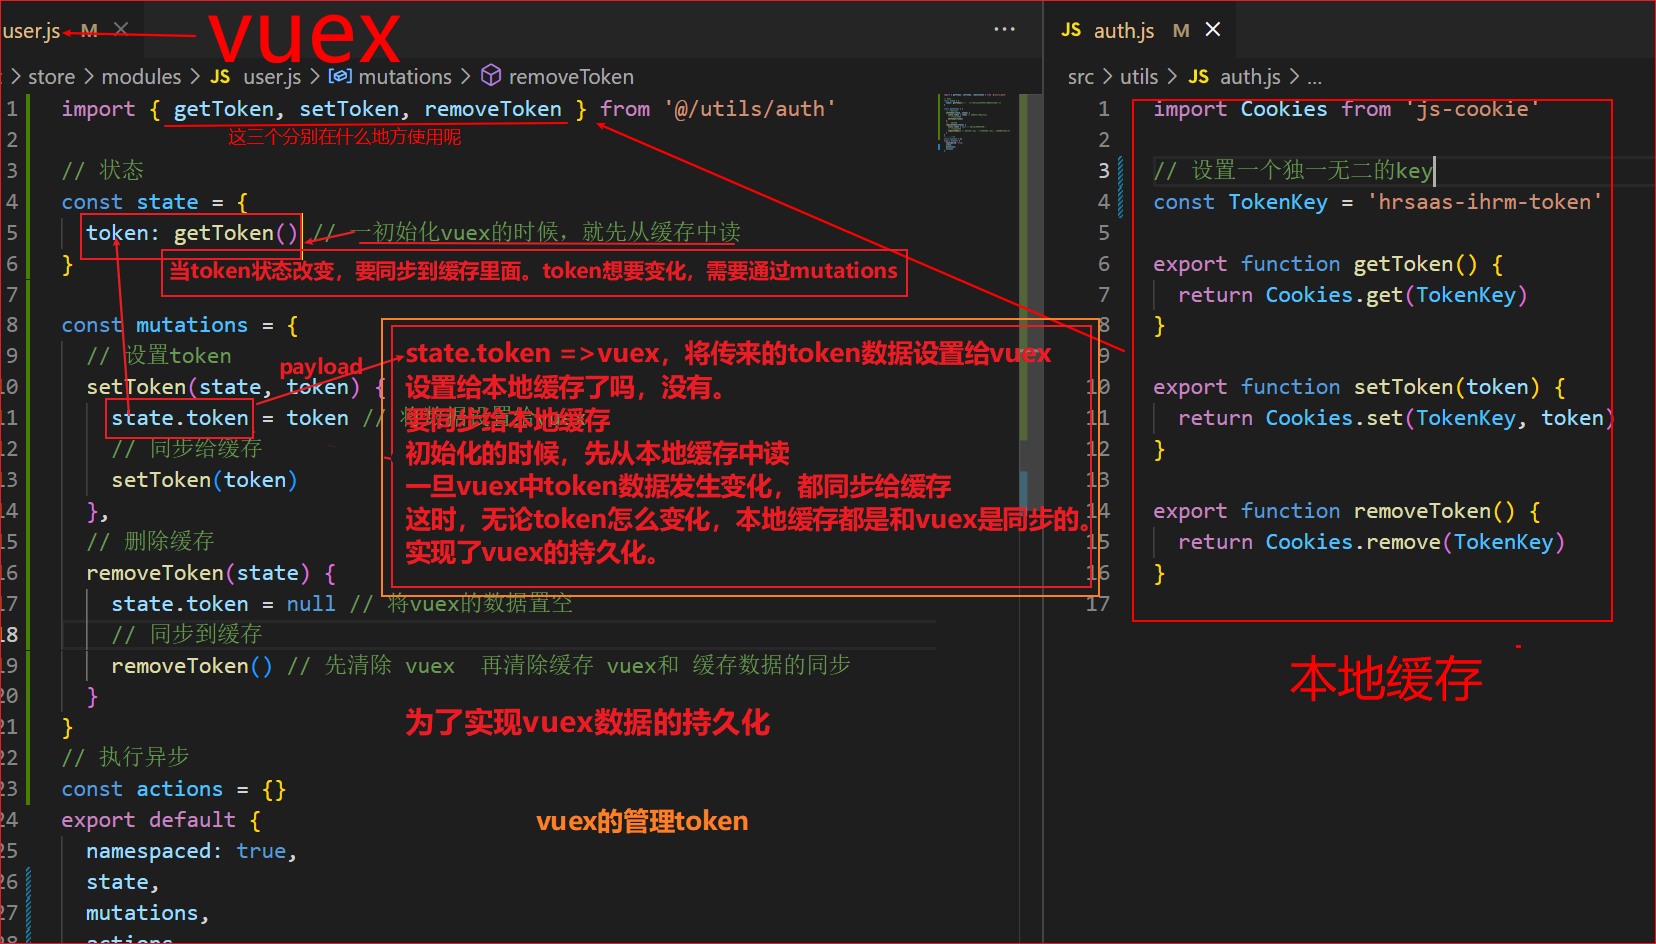 user.js M
vuex
store > modules > JS user.js > mutations > removeToken
1 import { getToken, setToken, removeToken } from '@/utils/auth'
这三个分别在什么地方使用呢
2
3 // 状态
4 const state = {
5 token: getToken() // 一初始化vuex的时候，就先从缓存中读
6 }
当token状态改变，要同步到缓存里面。token想要变化，需要通过mutations
7
8 const mutations = {
9 // 设置token
payload
10 setToken(state, token) {
11 state.token = token //
12 // 同步给缓存
13 setToken(token)
14 },
15 // 删除缓存
16 removeToken(state) {
17 state.token = null // 将vuex的数据置空
18 // 同步到缓存
19 removeToken() // 先清除 vuex 再清除缓存 vuex和 缓存数据的同步
20 }
21 }
22 // 执行异步
23 const actions = {}
24 export default {
25 namespaced: true,
26 state,
27 mutations,
28 actions
state.token =>vuex，将传来的token数据设置给vuex
设置给本地缓存了吗，没有。
要同步给本地缓存
初始化的时候，先从本地缓存中读
一旦vuex中token数据发生变化，都同步给缓存
这时，无论token怎么变化，本地缓存都是和vuex是同步的。
实现了vuex的持久化。
为了实现vuex数据的持久化
vuex的管理token
JS auth.js M
src > utils > JS auth.js > ...
1 import Cookies from 'js-cookie'
2
3 // 设置一个独一无二的key
4 const TokenKey = 'hrsaas-ihrm-token'
5
6 export function getToken() {
7 return Cookies.get(TokenKey)
8 }
9
10 export function setToken(token) {
11 return Cookies.set(TokenKey, token)
12 }
13
14 export function removeToken() {
15 return Cookies.remove(TokenKey)
16 }
17
本地缓存